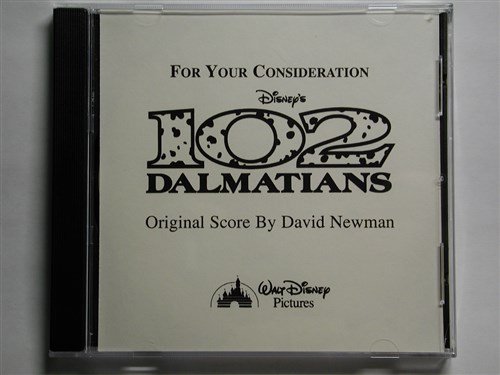 FOR YOUR CONSIDERATION
DISNEY'S
102
DALMATIANS
Original Score By David Newman
WALT DISNEY
Pictures